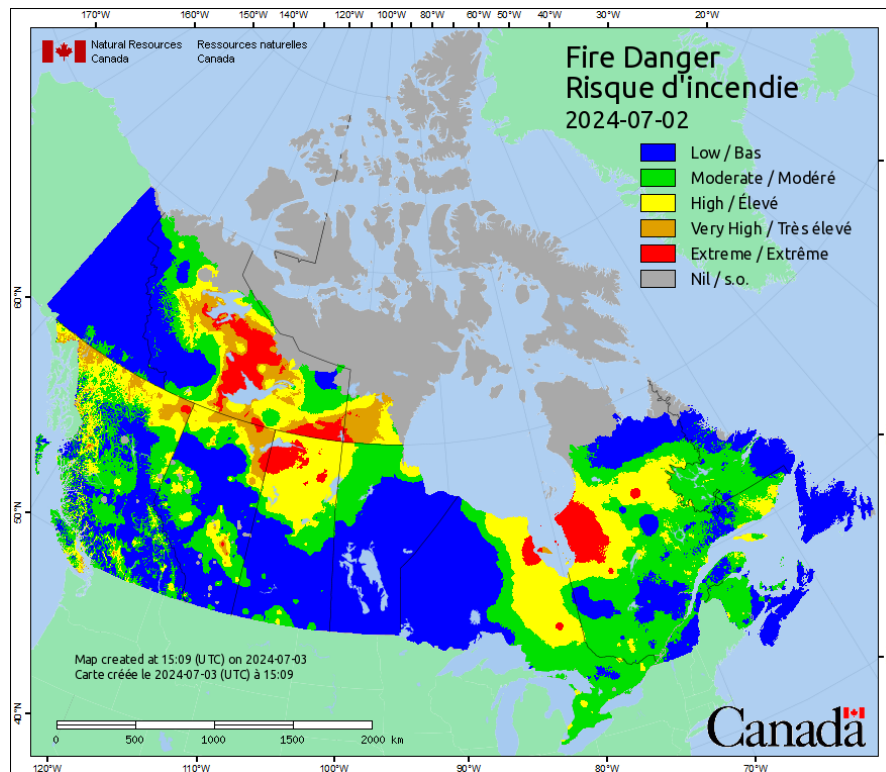 170°W 160°W 150°W 140°W 130°W 120°W 110°W 100°W 90°W 80°W 70°W 60°W 50°W 40°W 30°W 20°W
Natural Resources Ressources naturelles
Canada Canada
Fire Danger
Risque d'incendie
2024-07-02
Low / Bas
Moderate / Modéré
High / Élevé
Very High / Très élevé
Extreme / Extrême
Nil / s.o.
60°N
50°N
40°N
Map created at 15:09 (UTC) on 2024-07-03
Carte créée le 2024-07-03 (UTC) à 15:09
0 500 1000 1500 2000 km
Canada
120°W 110°W 100°W 90°W 80°W 70°W